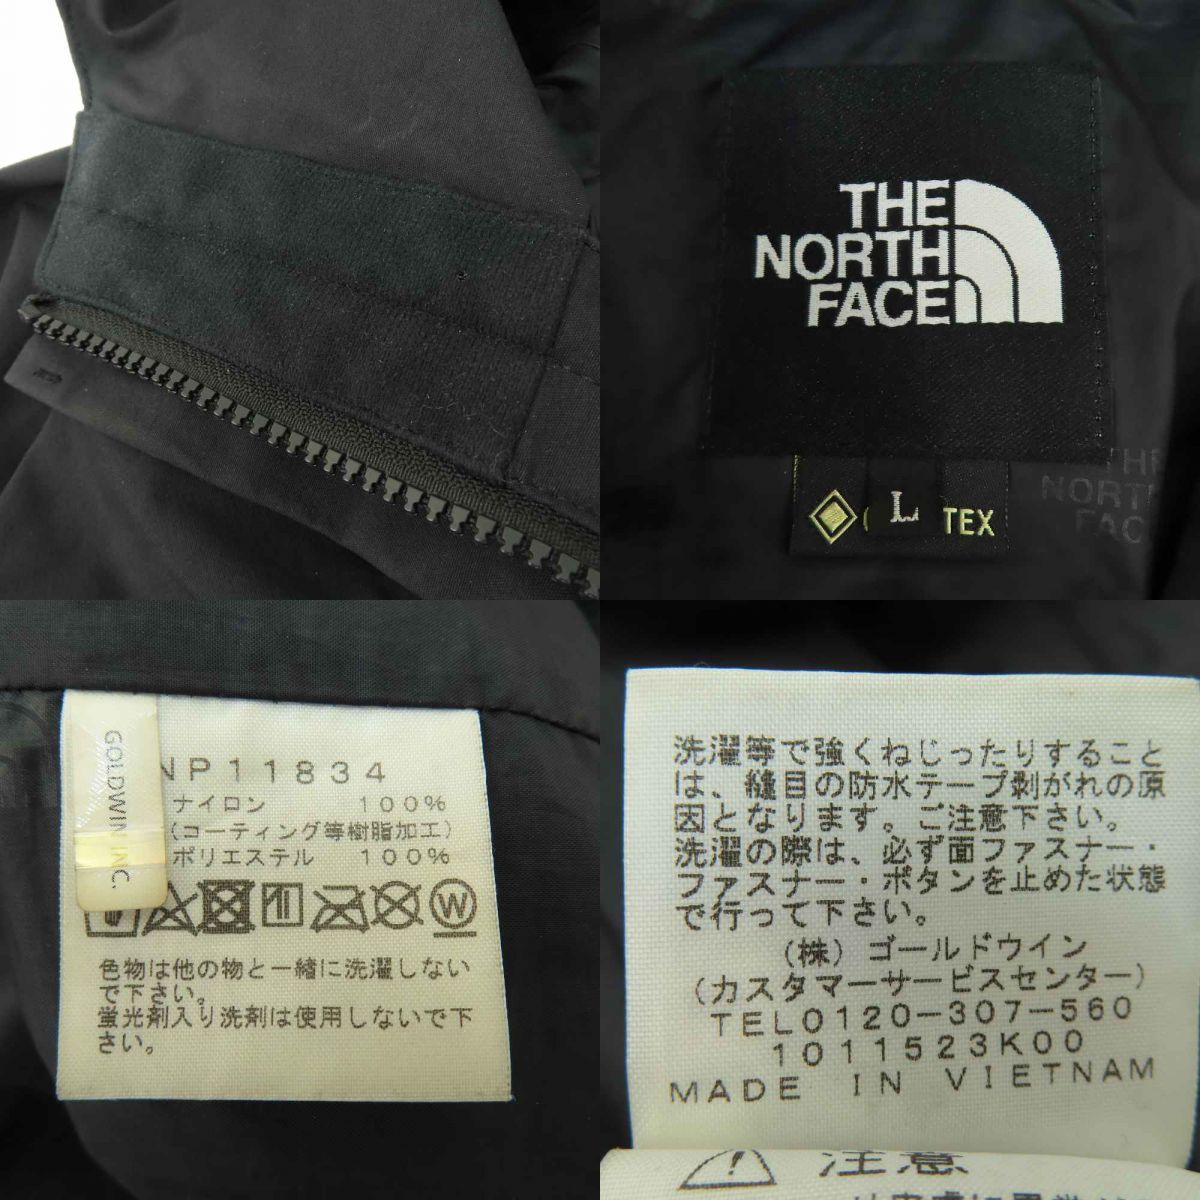 THE
NORTH
FACE
L TEX
TH
NORT
FAC
GOLDWIN INC.
NP11834
ナイロン 100%
(コーティング等樹脂加工)
ポリエステル 100%
W
色物は他の物と一緒に洗濯しない
で下さい。
蛍光剤入り洗剤は使用しないで下
さい。
洗濯等で強くねじったりすること
は、縫目の防水テープ剥がれの原
因となります。ご注意下さい。
洗濯の際は、必ず面ファスナー・
ファスナー・ボタンを止めた状態
で行って下さい。
(株)ゴールドウイン
(カスタマーサービスセンター)
TEL0120-307-560
1011523K00
MADE IN VIETNAM
注意